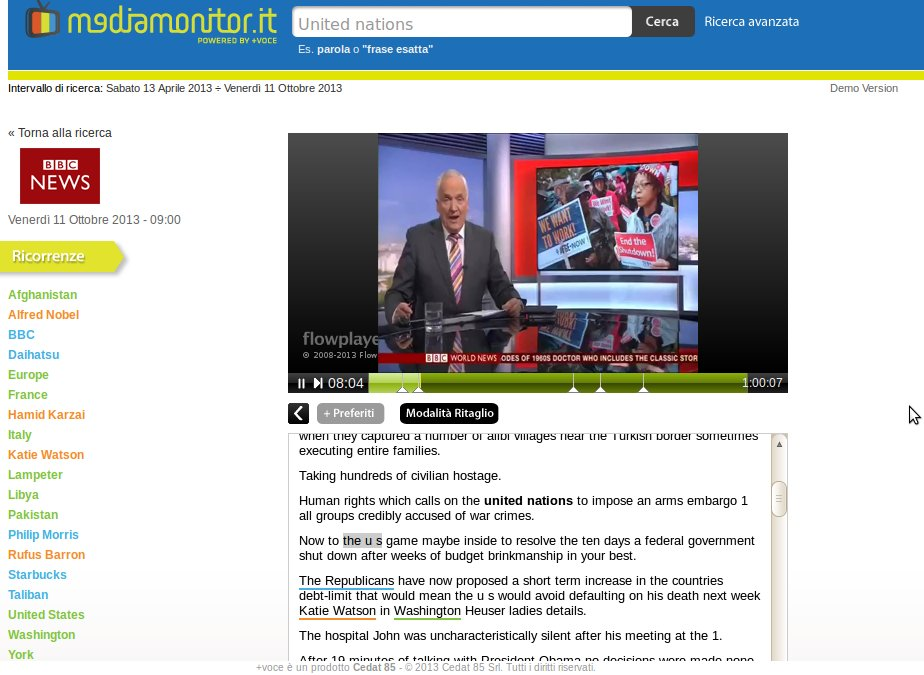 mediamonitor.it
POWERED BY +VOCE
United nations
Cerca
Ricerca avanzata
Es. parola o "frase esatta"
Intervallo di ricerca: Sabato 13 Aprile 2013 ÷ Venerdì 11 Ottobre 2013
Demo Version
« Torna alla ricerca
BBC
NEWS
Venerdì 11 Ottobre 2013 - 09:00
Ricorrenze
Afghanistan
Alfred Nobel
BBC
Daihatsu
Europe
France
Hamid Karzai
Italy
Katie Watson
Lampeter
Libya
Pakistan
Philip Morris
Rufus Barron
Starbucks
Taliban
United States
Washington
York
WE WANT
TO WORK!
AFGE-NOW
End the
Shutdown!
flowplaye
© 2008-2013 Flow
BBC WORLD NEWS ODES OF 1960S DOCTOR WHO INCLUDES THE CLASSIC STOR
08:04
1:00:07
+ Preferiti
Modalità Ritaglio
when they captured a number of alibi villages near the Turkish border sometimes
executing entire families.
Taking hundreds of civilian hostage.
Human rights which calls on the united nations to impose an arms embargo 1
all groups credibly accused of war crimes.
Now to the u s game maybe inside to resolve the ten days a federal government
shut down after weeks of budget brinkmanship in your best.
The Republicans have now proposed a short term increase in the countries
debt-limit that would mean the u s would avoid defaulting on his death next week
Katie Watson in Washington Heuser ladies details.
The hospital John was uncharacteristically silent after his meeting at the 1.
After 19 minutes of talking with President Obama no decisions were made none
+voce è un prodotto Cedat 85 - © 2013 Cedat 85 Srl. Tutti i diritti riservati.